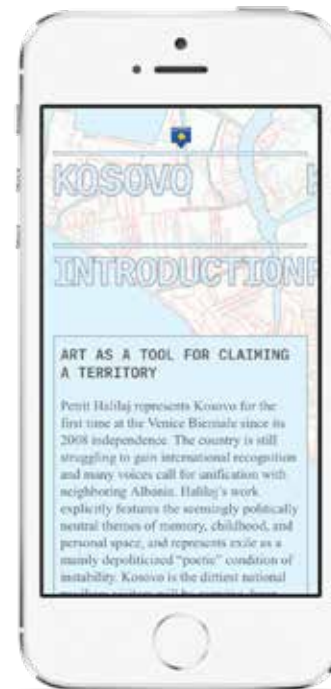 KOSOVO
INTRODUCTION
ART AS A TOOL FOR CLAIMING
A TERRITORY
Petrit Halilaj represents Kosovo for the
first time at the Venice Biennale since its
2008 independence. The country is still
struggling to gain international recognition
and many voices call for unification with
neighboring Albania. Halilaj's work
explicitly features the seemingly politically
neutral themes of memory, childhood, and
personal space, and represents exile as a
mainly depoliticized "poetic" condition of
instability. Kosovo is the dirtiest national